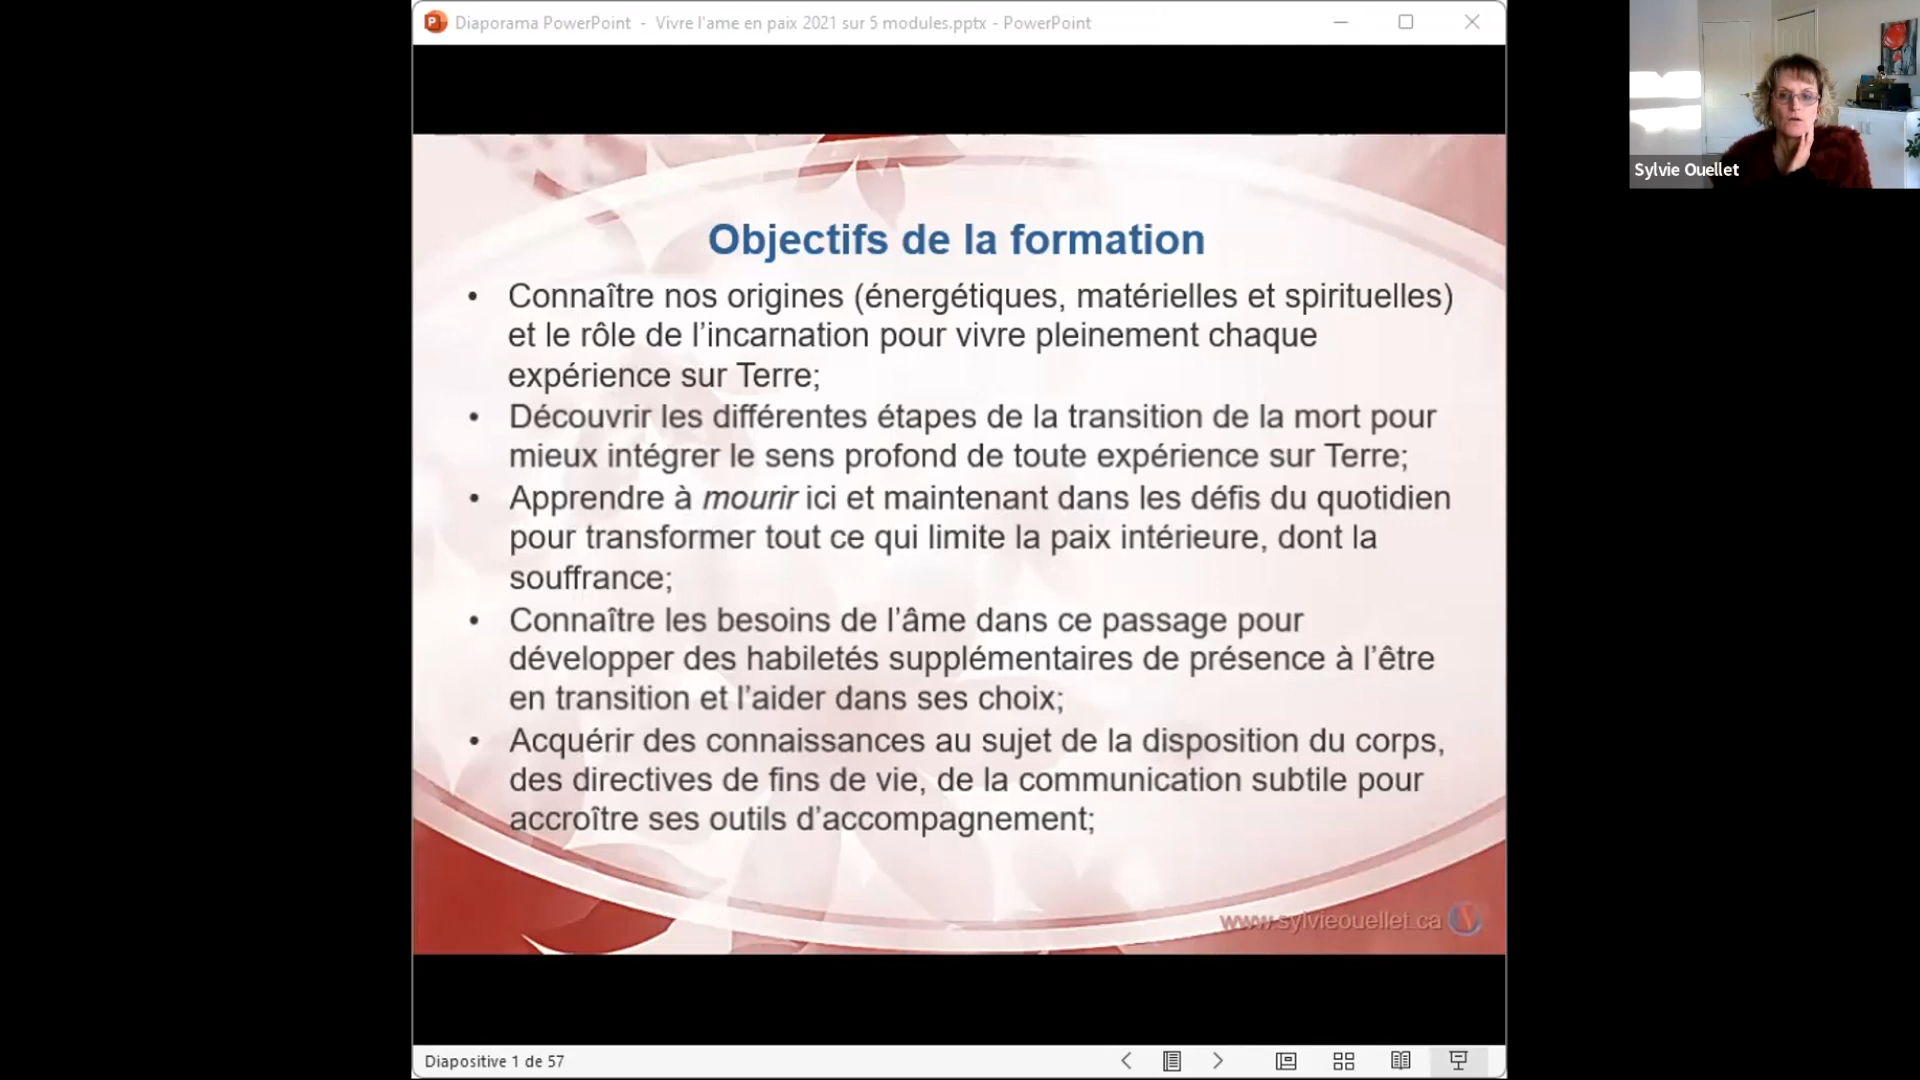 Diaporama PowerPoint - Vivre l'ame en paix 2021 sur 5 modules.pptx - PowerPoint
Sylvie Ouellet
Objectifs de la formation
• Connaître nos origines (énergétiques, matérielles et spirituelles)
et le rôle de l’incarnation pour vivre pleinement chaque
expérience sur Terre;
• Découvrir les différentes étapes de la transition de la mort pour
mieux intégrer le sens profond de toute expérience sur Terre;
• Apprendre à mourir ici et maintenant dans les défis du quotidien
pour transformer tout ce qui limite la paix intérieure, dont la
souffrance;
• Connaître les besoins de l’âme dans ce passage pour
développer des habiletés supplémentaires de présence à l’être
en transition et l’aider dans ses choix;
• Acquérir des connaissances au sujet de la disposition du corps,
des directives de fins de vie, de la communication subtile pour
accroître ses outils d’accompagnement;
www.sylvieouellet.ca
Diapositive 1 de 57